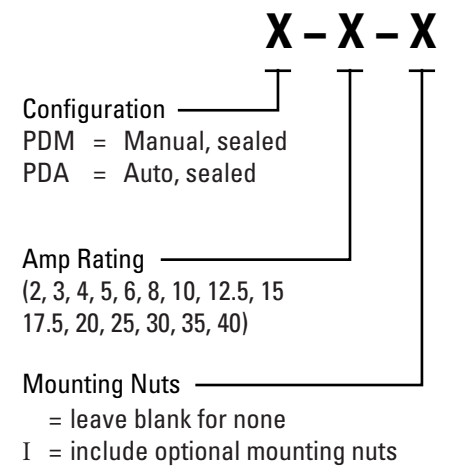 X – X – X
Configuration
PDM = Manual, sealed
PDA = Auto, sealed
Amp Rating
(2, 3, 4, 5, 6, 8, 10, 12.5, 15
17.5, 20, 25, 30, 35, 40)
Mounting Nuts
= leave blank for none
I = include optional mounting nuts